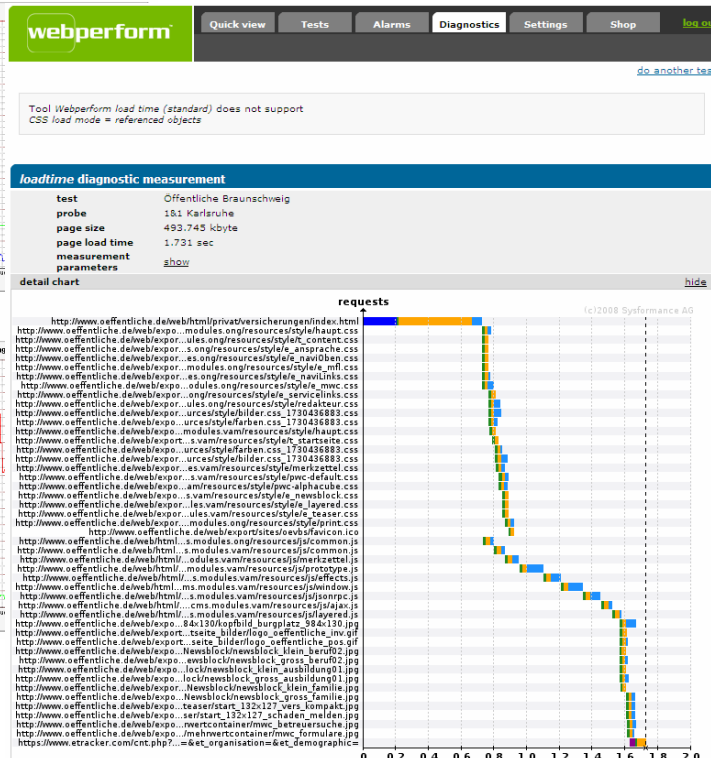 webperform
Quick view Tests Alarms Diagnostics Settings Shop log ou
do another tes
Tool Webperform load time (standard) does not support
CSS load mode = referenced objects
loadtime diagnostic measurement
test Öffentliche Braunschweig
probe 1&1 Karlsruhe
page size 493.745 kbyte
page load time 1.731 sec
measurement
parameters show
detail chart hide
requests
(c)2008 Sysformance AG
http://www.oeffentliche.de/web/html/privat/versicherungen/index.html
http://www.oeffentliche.de/web/expo...modules.ong/resources/style/haupt.css
http://www.oeffentliche.de/web/expor...ules.ong/resources/style/t_content.css
http://www.oeffentliche.de/web/expor...s.ong/resources/style/e_ansprache.css
http://www.oeffentliche.de/web/expor...es.ong/resources/style/e_naviOben.css
http://www.oeffentliche.de/web/expor...modules.ong/resources/style/e_mfl.css
http://www.oeffentliche.de/web/expor...es.ong/resources/style/e_naviLinks.css
http://www.oeffentliche.de/web/expo...odules.ong/resources/style/e_mwc.css
http://www.oeffentliche.de/web/expor...ong/resources/style/e_servicelinks.css
http://www.oeffentliche.de/web/expor...ules.ong/resources/style/redakteur.css
http://www.oeffentliche.de/web/expor...urces/style/bilder.css_1730436883.css
http://www.oeffentliche.de/web/expo...urces/style/farben.css_1730436883.css
http://www.oeffentliche.de/web/expo...modules.vam/resources/style/haupt.css
http://www.oeffentliche.de/web/export...s.vam/resources/style/t_startseite.css
http://www.oeffentliche.de/web/expo...urces/style/farben.css_1730436883.css
http://www.oeffentliche.de/web/expor...urces/style/bilder.css_1730436883.css
http://www.oeffentliche.de/web/expor...es.vam/resources/style/merkzettel.css
http://www.oeffentliche.de/web/expor...s.vam/resources/style/pwc-default.css
http://www.oeffentliche.de/web/expo...am/resources/style/pwc-alphacube.css
http://www.oeffentliche.de/web/expo...s.vam/resources/style/e_newsblock.css
http://www.oeffentliche.de/web/expor...les.vam/resources/style/e_layered.css
http://www.oeffentliche.de/web/expor...ules.vam/resources/style/e_teaser.css
http://www.oeffentliche.de/web/expor...modules.ong/resources/style/print.css
http://www.oeffentliche.de/web/export/sites/oevbs/favicon.ico
http://www.oeffentliche.de/web/html...s.modules.ong/resources/js/common.js
http://www.oeffentliche.de/web/html...s.modules.vam/resources/js/common.js
http://www.oeffentliche.de/web/html/...odules.vam/resources/js/merkzettel.js
http://www.oeffentliche.de/web/html/...modules.vam/resources/js/prototype.js
http://www.oeffentliche.de/web/html/...s.modules.vam/resources/js/effects.js
http://www.oeffentliche.de/web/html...ms.modules.vam/resources/js/window.js
http://www.oeffentliche.de/web/html/...s.modules.vam/resources/js/jsonrpc.js
http://www.oeffentliche.de/web/html/...cms.modules.vam/resources/js/ajax.js
http://www.oeffentliche.de/web/html/...s.modules.vam/resources/js/layered.js
http://www.oeffentliche.de/web/expo...84x130/kopfbild_burgplatz_984x130.jpg
http://www.oeffentliche.de/web/export...tseite_bilder/logo_oeffentliche_inv.gif
http://www.oeffentliche.de/web/export...seite_bilder/logo_oeffentliche_pos.gif
http://www.oeffentliche.de/web/expo...Newsblock/newsblock_klein_beruf02.jpg
http://www.oeffentliche.de/web/expo...ewsblock/newsblock_gross_beruf02.jpg
http://www.oeffentliche.de/web/expo...lock/newsblock_klein_ausbildung01.jpg
http://www.oeffentliche.de/web/expo...lock/newsblock_gross_ausbildung01.jpg
http://www.oeffentliche.de/web/expor...Newsblock/newsblock_klein_familie.jpg
http://www.oeffentliche.de/web/expo...Newsblock/newsblock_gross_familie.jpg
http://www.oeffentliche.de/web/expo...teaser/start_132x127_vers_kompakt.jpg
http://www.oeffentliche.de/web/expo...ser/start_132x127_schaden_melden.jpg
http://www.oeffentliche.de/web/expo...rwertcontainer/mwc_betreuersuche.jpg
http://www.oeffentliche.de/web/expo.../mehrwertcontainer/mwc_formulare.jpg
https://www.etracker.com/cnt.php?...=&et_organisation=&et_demographic=
0 0.2 0.4 0.6 0.8 1.0 1.2 1.4 1.6 1.8 2.0